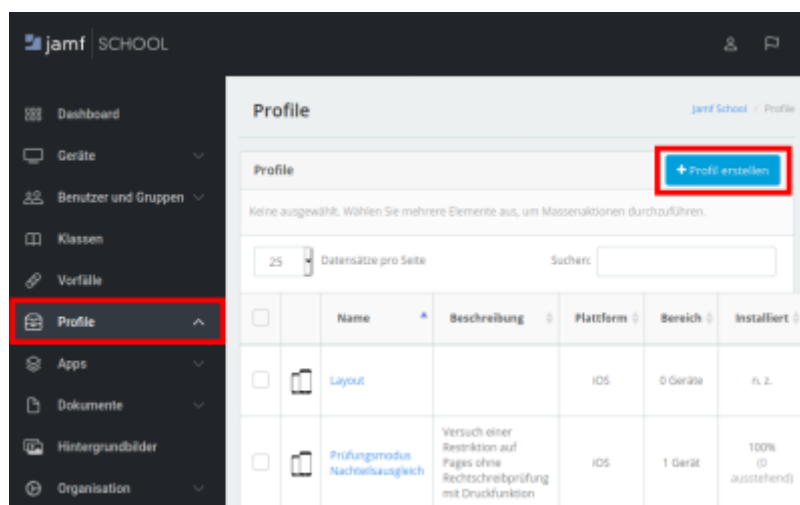 jamf SCHOOL
Dashboard
Geräte
Benutzer und Gruppen
Klassen
Vorfälle
Profile
Apps
Dokumente
Hintergrundbilder
Organisation
Profile
Jamf School / Profile
Profile
+ Profil erstellen
Keine ausgewählt. Wählen Sie mehrere Elemente aus, um Massenaktionen durchzuführen.
25 Datensätze pro Seite
Suchen:
Name Beschreibung Plattform Bereich Installiert
Layout iOS 0 Geräte n. z.
Prüfungsmodus
Nachteilsausgleich
Versuch einer
Restriktion auf
Pages ohne
Rechtschreibprüfung
mit Druckfunktion
iOS
1 Gerät
100%
(0
ausstehend)